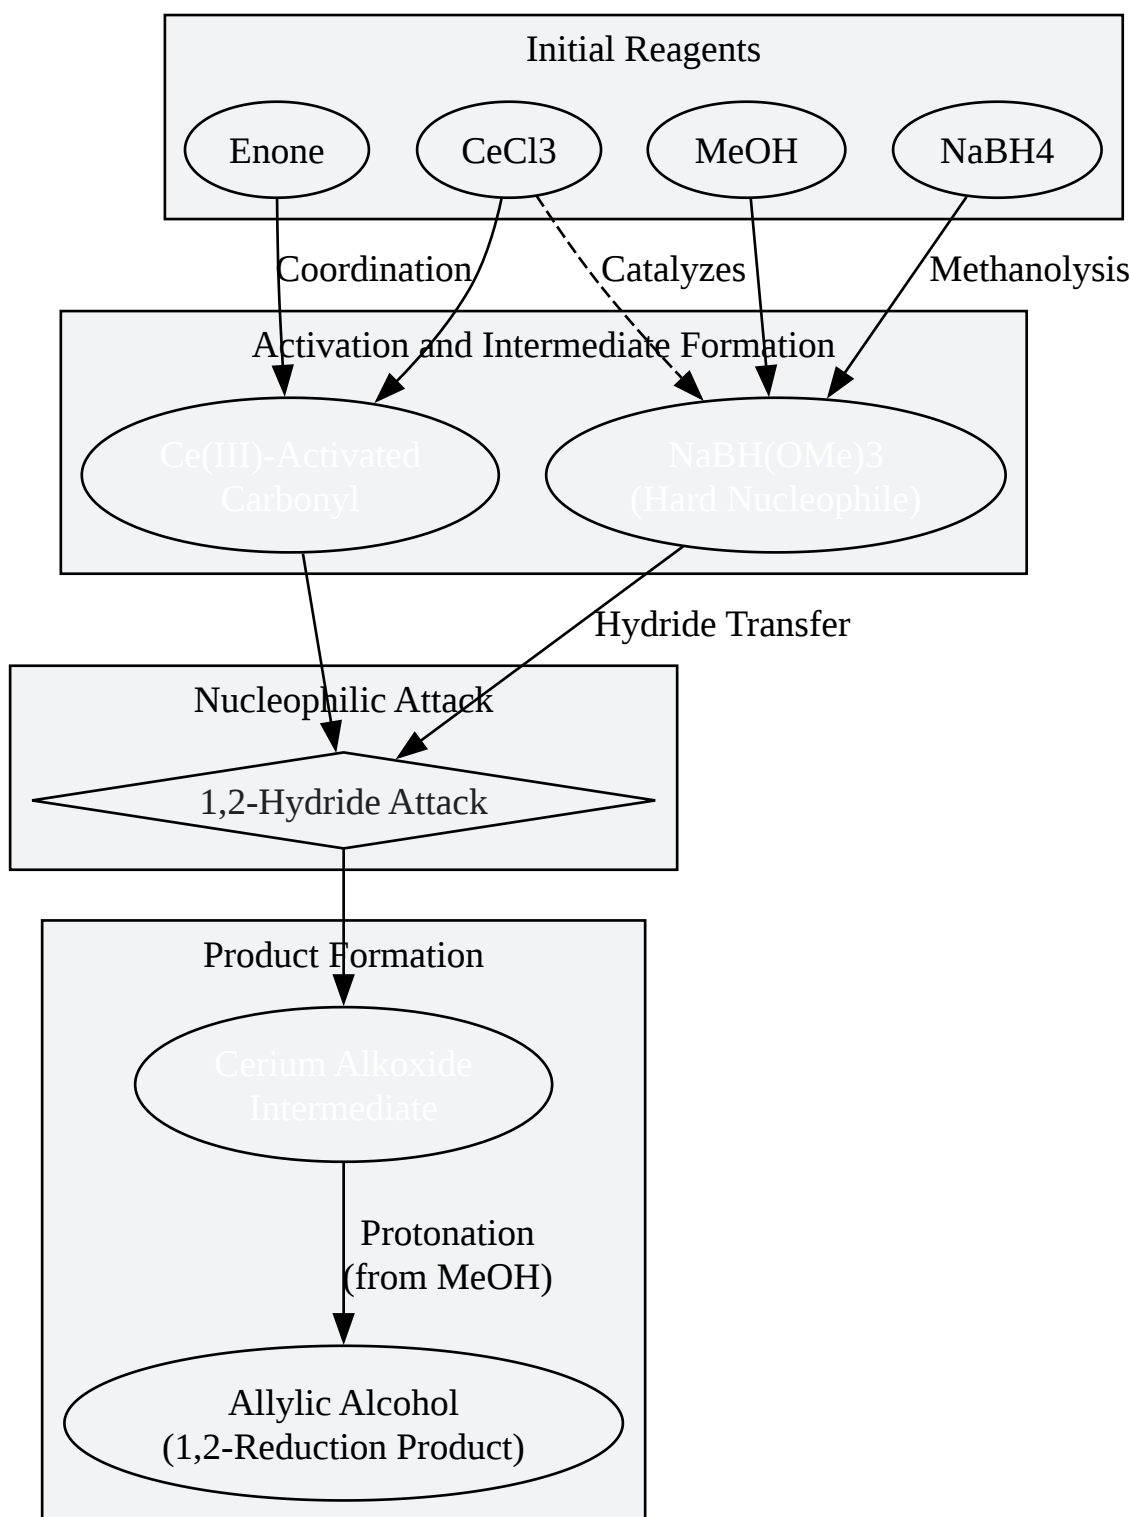 Initial Reagents
Enone
CeCl3
MeOH
NaBH4
Coordination
Catalyzes
Methanolysis
Activation and Intermediate Formation
Ce(III)-Activated
Carbonyl
NaBH(OMe)3
(Hard Nucleophile)
Hydride Transfer
Nucleophilic Attack
1,2-Hydride Attack
Product Formation
Cerium Alkoxide
Intermediate
Protonation
(from MeOH)
Allylic Alcohol
(1,2-Reduction Product)